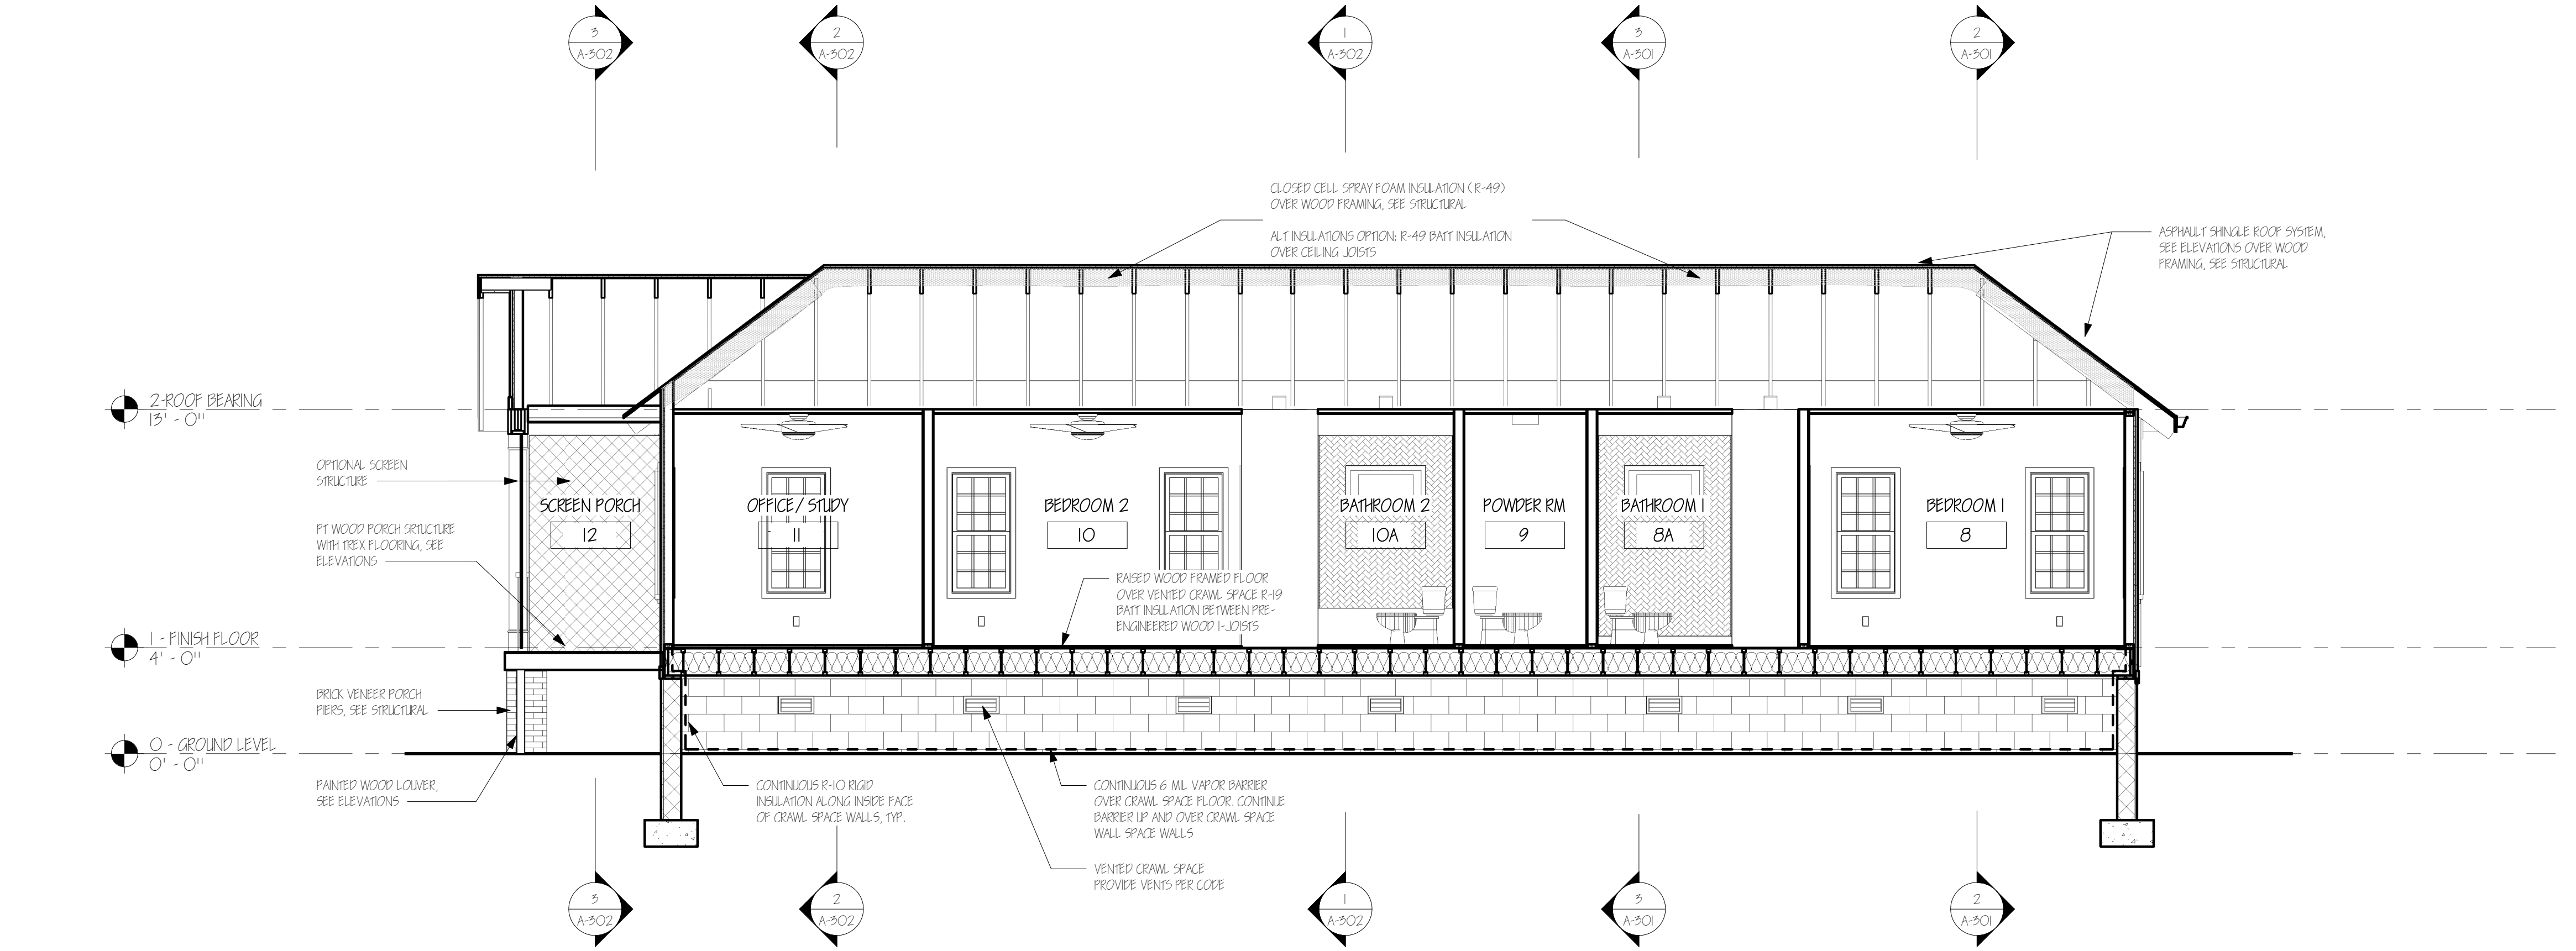 3
A-302
2
A-302
1
A-302
3
A-301
2
A-301
CLOSED CELL SPRAY FOAM INSULATION ( R-49)
OVER WOOD FRAMING, SEE STRUCTURAL
ALT INSULATIONS OPTION: R-49 BATT INSULATION
OVER CEILING JOISTS
ASPHAULT SHINGLE ROOF SYSTEM,
SEE ELEVATIONS OVER WOOD
FRAMING, SEE STRUCTURAL
2-ROOF BEARING
13' - 0"
OPTIONAL SCREEN
STRUCTURE
SCREEN PORCH
12
OFFICE/ STUDY
11
BEDROOM 2
10
BATHROOM 2
10A
POWDER RM
9
BATHROOM 1
8A
BEDROOM 1
8
PT WOOD PORCH SRTUCTURE
WITH TREX FLOORING, SEE
ELEVATIONS
RAISED WOOD FRAMED FLOOR
OVER VENTED CRAWL SPACE R-19
BATT INSULATION BETWEEN PRE-
ENGINEERED WOOD I-JOISTS
1 - FINISH FLOOR
4' - 0"
BRICK VENEER PORCH
PIERS, SEE STRUCTURAL
0 - GROUND LEVEL
0' - 0"
PAINTED WOOD LOUVER,
SEE ELEVATIONS
CONTINUOUS R-10 RIGID
INSULATION ALONG INSIDE FACE
OF CRAWL SPACE WALLS, TYP.
CONTINUOUS 6 MIL VAPOR BARRIER
OVER CRAWL SPACE FLOOR. CONTINUE
BARRIER UP AND OVER CRAWL SPACE
WALL SPACE WALLS
VENTED CRAWL SPACE
PROVIDE VENTS PER CODE
3
A-302
2
A-302
1
A-302
3
A-301
2
A-301